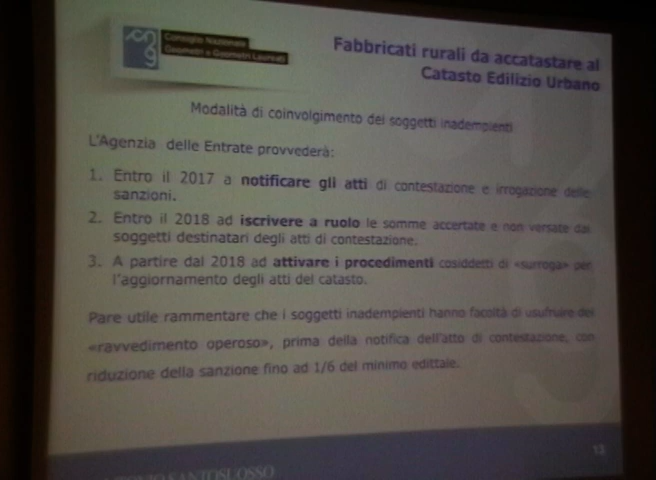 Consiglio Nazionale
Geometri e Geometri Laureati
Fabbricati rurali da accatastare al
Catasto Edilizio Urbano
Modalità di coinvolgimento dei soggetti inadempienti
L'Agenzia delle Entrate provvederà:
1. Entro il 2017 a notificare gli atti di contestazione e irrogazione delle
sanzioni.
2. Entro il 2018 ad iscrivere a ruolo le somme accertate e non versate dai
soggetti destinatari degli atti di contestazione.
3. A partire dal 2018 ad attivare i procedimenti cosiddetti di «surroga» per
l'aggiornamento degli atti del catasto.
Pare utile rammentare che i soggetti inadempienti hanno facoltà di usufruire del
«ravvedimento operoso», prima della notifica dell'atto di contestazione, con
riduzione della sanzione fino ad 1/6 del minimo edittale.
13
SANTOSUOSSO